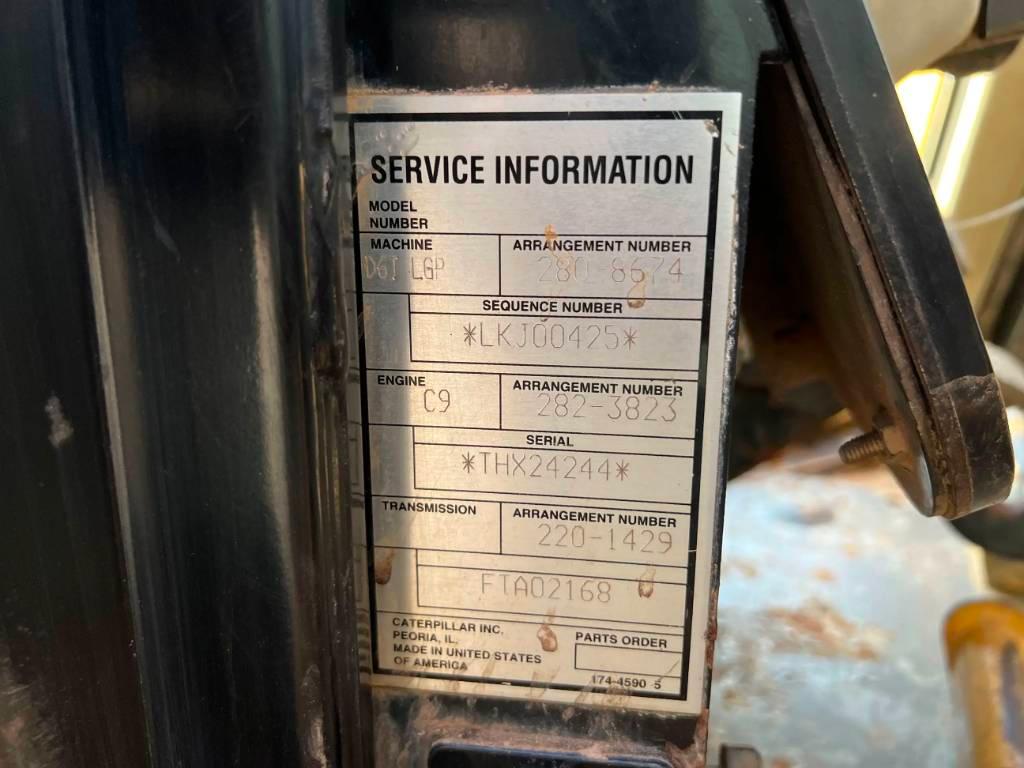 SERVICE INFORMATION
MODEL
NUMBER
MACHINE ARRANGEMENT NUMBER
D6T LGP 280-8674
SEQUENCE NUMBER
*LKJ00425*
ENGINE ARRANGEMENT NUMBER
C9 282-3823
SERIAL
*THX24244*
TRANSMISSION ARRANGEMENT NUMBER
220-1429
FTA02168
CATERPILLAR INC.
PEORIA, IL.
MADE IN UNITED STATES
OF AMERICA
PARTS ORDER
174-4590 5